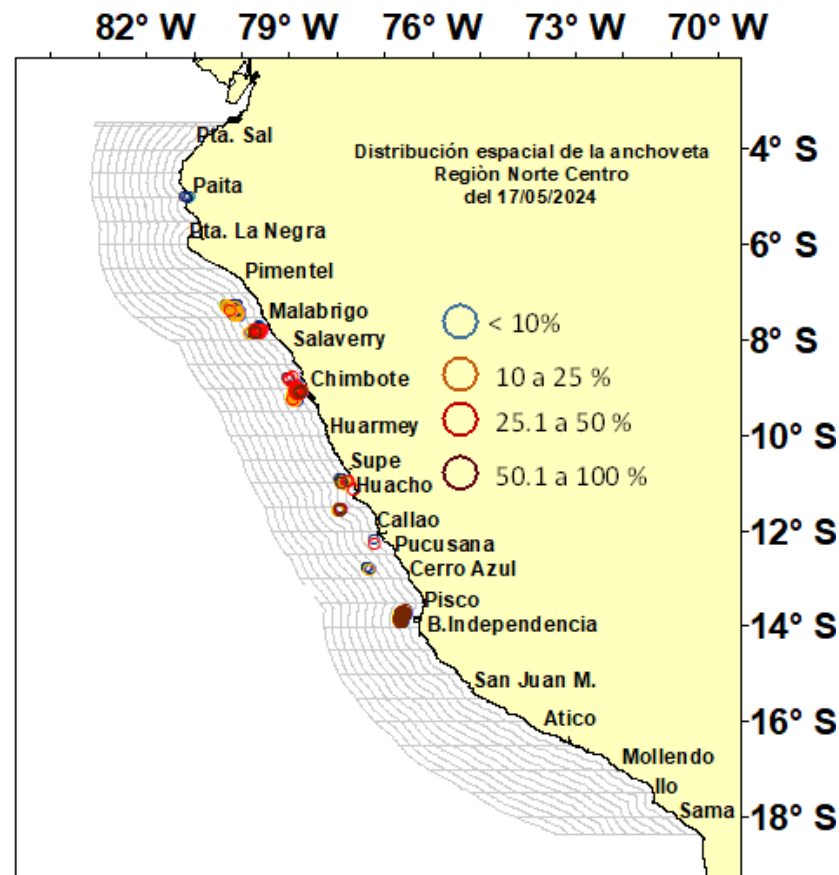 82° W 79° W 76° W 73° W 70° W
Pta. Sal
Distribución espacial de la anchoveta
Regiòn Norte Centro
del 17/05/2024
4° S
Paita
Pta. La Negra
6° S
Pimentel
Malabrigo
< 10%
Salaverry
8° S
Chimbote
10 a 25 %
Huarmey
25.1 a 50 %
10° S
Supe
50.1 a 100 %
Huacho
Callao
12° S
Pucusana
Cerro Azul
Pisco
B.Independencia
14° S
San Juan M.
Atico
16° S
Mollendo
Ilo
Sama
18° S